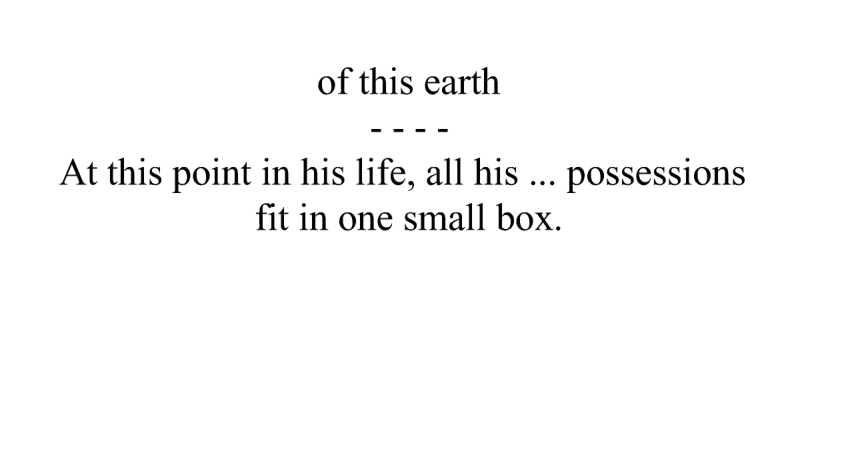 of this earth
- - - -
At this point in his life, all his ... possessions
fit in one small box.